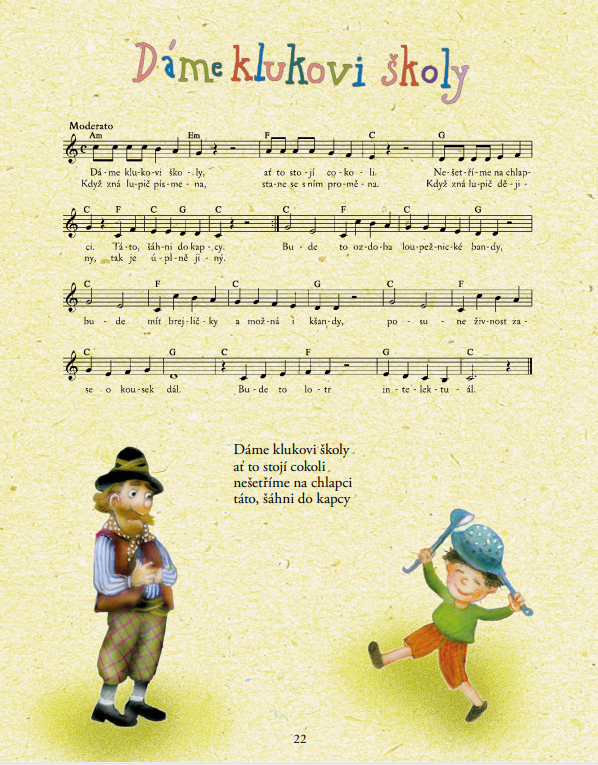 Dáme klukovi školy
Moderato
Am Em F C G
Dá - me klu - ko - vi ško - ly, ať to sto - jí co - ko - li. Ne - šet - ří - me na chlap -
Když zná lu - pič pís - me - na, sta - ne se s ním pro - mě - na. Když zná lu - pič dě - ji -
C F C G C F C G
ci. Tá - to, šáh - ni do kap - cy. Bu - de to oz - do - ba lou - pež - nic - ké ban - dy,
ny, tak je ú - pl - ně ji - ný.
C F C G C F
bu - de mít brej - lič - ky a mož - ná i kšan - dy, po - su - ne živ - nost za -
C G C F G C
se o kou - sek dál. Bu - de to lo - tr in - te - lek - tu - ál.
Dáme klukovi školy
ať to stojí cokoli
nešetříme na chlapci
táto, šáhni do kapcy
22